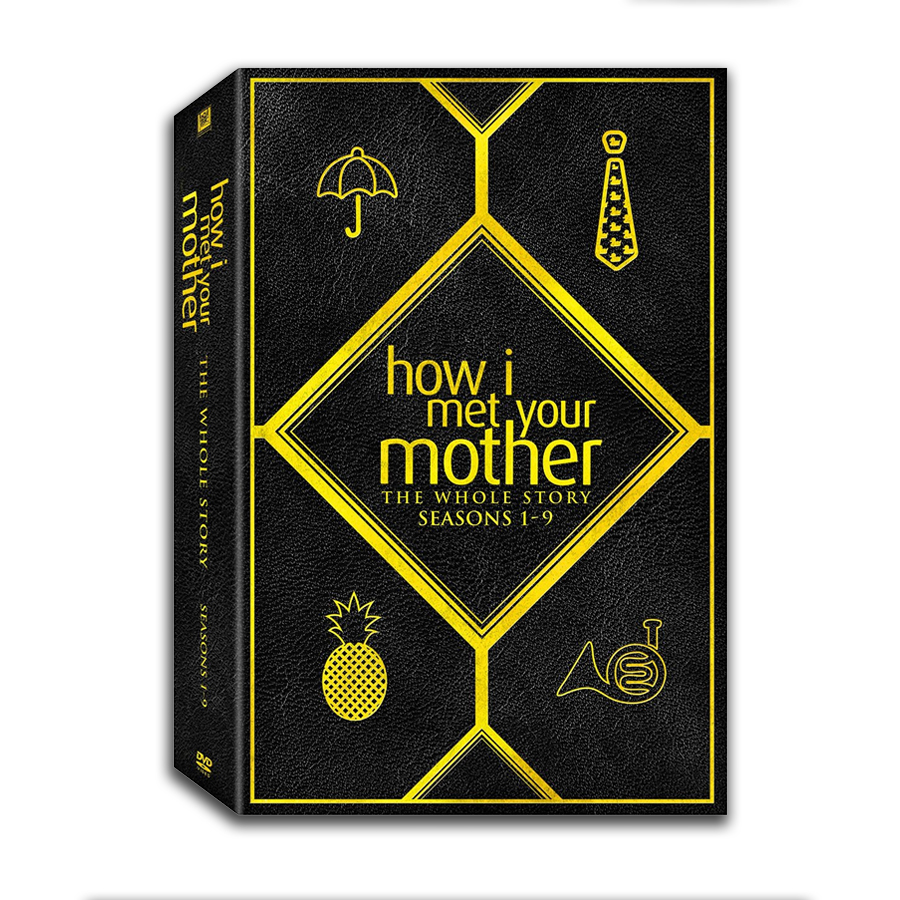 how i
met your
mother
THE WHOLE STORY
SEASONS 1-9
how i
met your
mother
THE WHOLE STORY
SEASONS 1-9
DVD
VIDEO